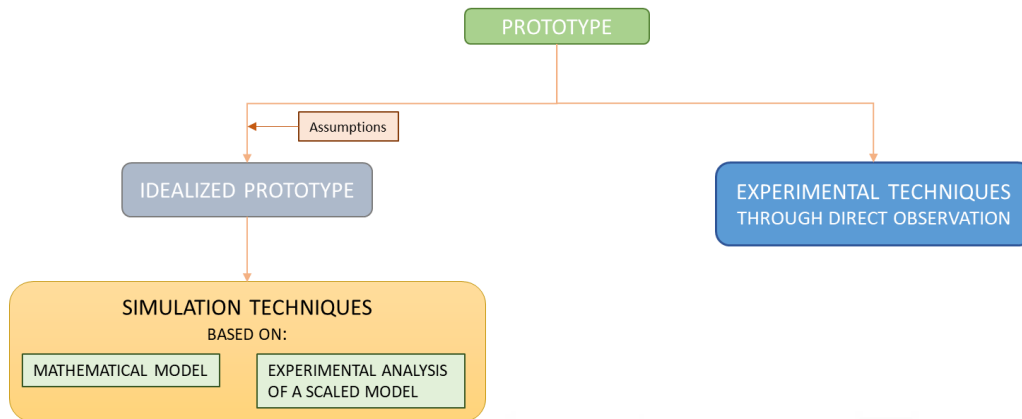 PROTOTYPE
Assumptions
IDEALIZED PROTOTYPE
EXPERIMENTAL TECHNIQUES
THROUGH DIRECT OBSERVATION
SIMULATION TECHNIQUES
BASED ON:
MATHEMATICAL MODEL
EXPERIMENTAL ANALYSIS
OF A SCALED MODEL